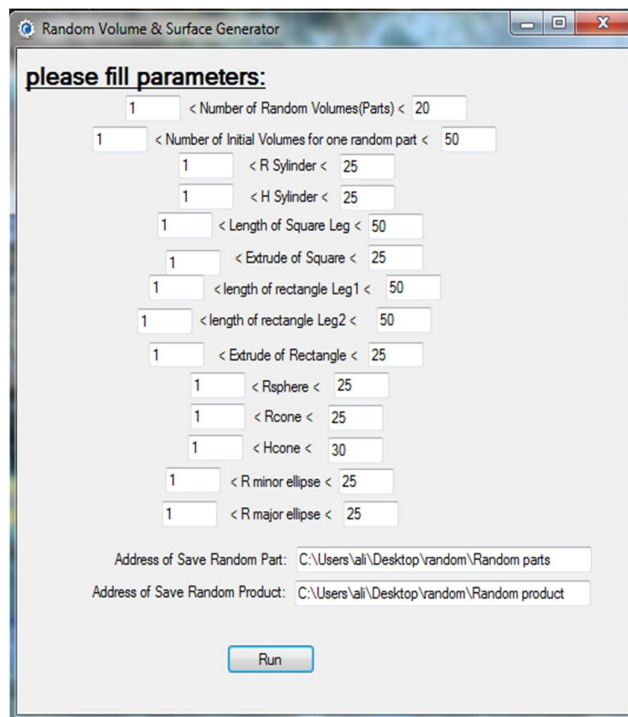 Random Volume & Surface Generator
please fill parameters:
1 < Number of Random Volumes(Parts) < 20
1 < Number of Initial Volumes for one random part < 50
1 < R Sylinder < 25
1 < H Sylinder < 25
1 < Length of Square Leg < 50
1 < Extrude of Square < 25
1 < length of rectangle Leg1 < 50
1 < length of rectangle Leg2 < 50
1 < Extrude of Rectangle < 25
1 < Rsphere < 25
1 < Rcone < 25
1 < Hcone < 30
1 < R minor ellipse < 25
1 < R major ellipse < 25
Address of Save Random Part: C:\Users\ali\Desktop\random\Random parts
Address of Save Random Product: C:\Users\ali\Desktop\random\Random product
Run